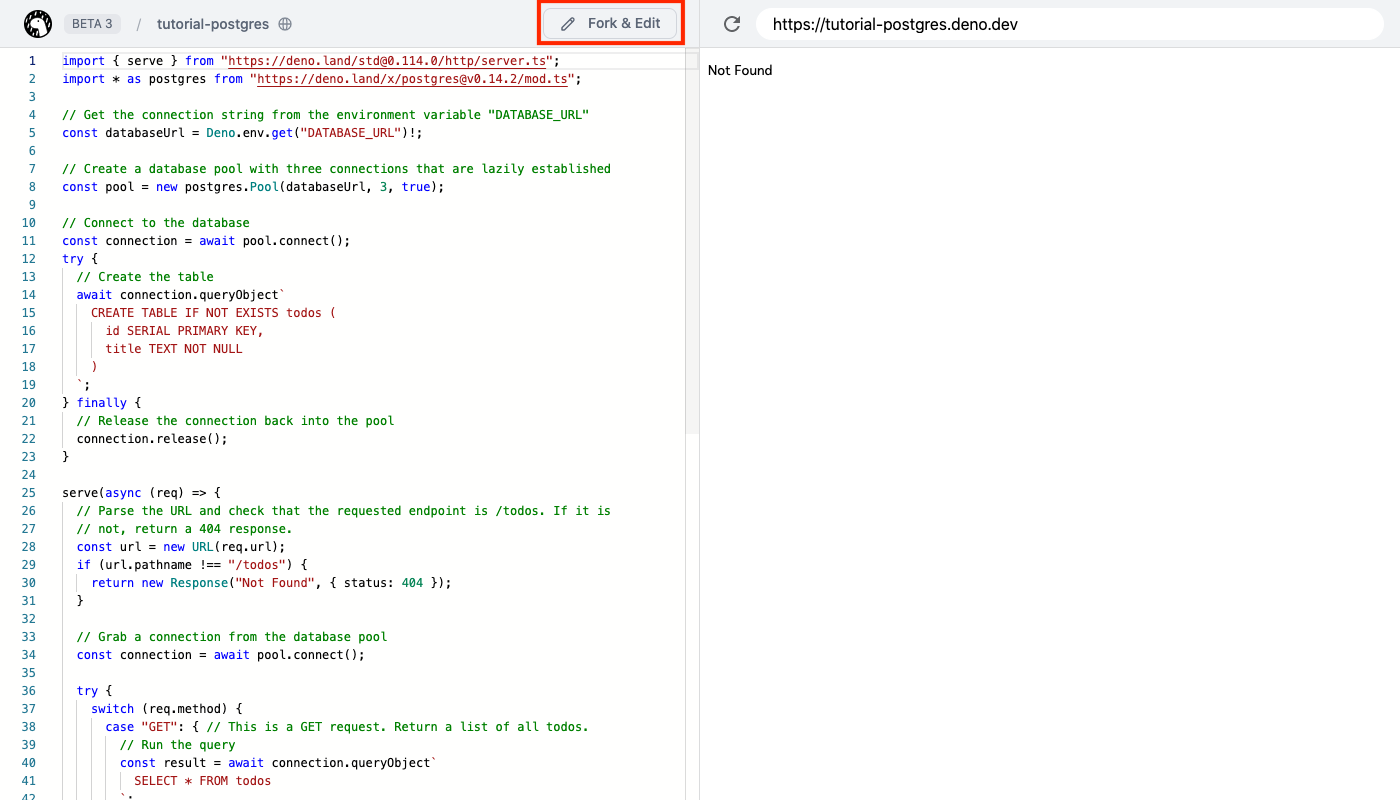 BETA 3 / tutorial-postgres Fork & Edit
https://tutorial-postgres.deno.dev
1 import { serve } from "https://deno.land/std@0.114.0/http/server.ts";
2 import * as postgres from "https://deno.land/x/postgres@v0.14.2/mod.ts";
3
4 // Get the connection string from the environment variable "DATABASE_URL"
5 const databaseUrl = Deno.env.get("DATABASE_URL")!;
6
7 // Create a database pool with three connections that are lazily established
8 const pool = new postgres.Pool(databaseUrl, 3, true);
9
10 // Connect to the database
11 const connection = await pool.connect();
12 try {
13   // Create the table
14   await connection.queryObject`
15     CREATE TABLE IF NOT EXISTS todos (
16       id SERIAL PRIMARY KEY,
17       title TEXT NOT NULL
18     )
19   `;
20 } finally {
21   // Release the connection back into the pool
22   connection.release();
23 }
24
25 serve(async (req) => {
26   // Parse the URL and check that the requested endpoint is /todos. If it is
27   // not, return a 404 response.
28   const url = new URL(req.url);
29   if (url.pathname !== "/todos") {
30     return new Response("Not Found", { status: 404 });
31   }
32
33   // Grab a connection from the database pool
34   const connection = await pool.connect();
35
36   try {
37     switch (req.method) {
38       case "GET": { // This is a GET request. Return a list of all todos.
39         // Run the query
40         const result = await connection.queryObject`
41           SELECT * FROM todos
42         `;
Not Found